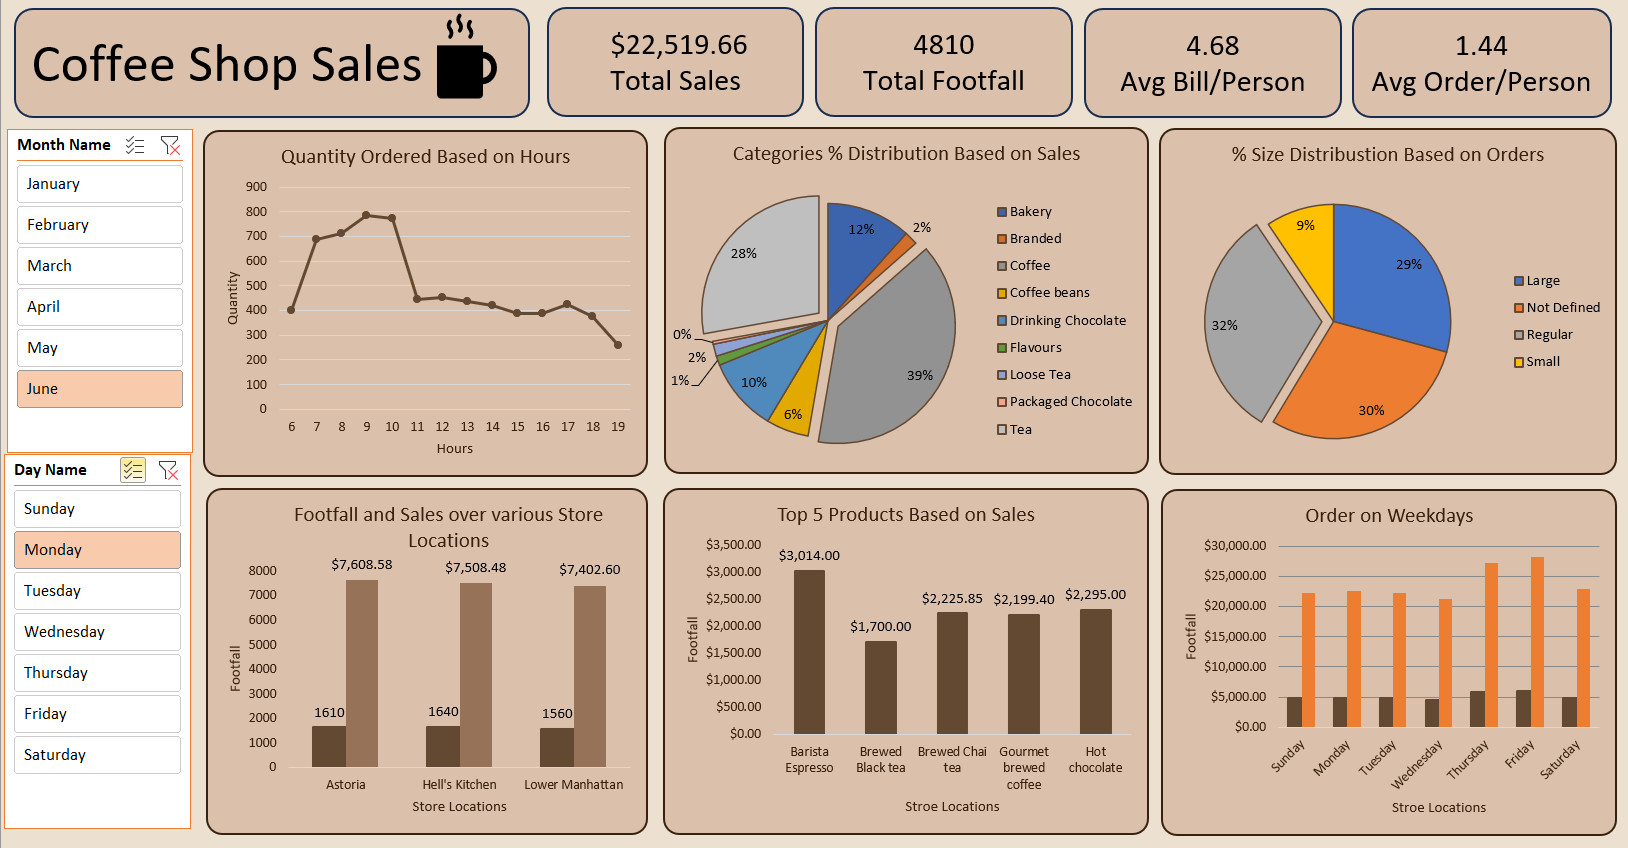 Coffee Shop Sales
$22,519.66
Total Sales
4810
Total Footfall
4.68
Avg Bill/Person
1.44
Avg Order/Person
Month Name
January
February
March
April
May
June
Day Name
Sunday
Monday
Tuesday
Wednesday
Thursday
Friday
Saturday
Quantity Ordered Based on Hours
Quantity
900
800
700
600
500
400
300
200
100
0
6 7 8 9 10 11 12 13 14 15 16 17 18 19
Hours
Categories % Distribution Based on Sales
12%
2%
39%
6%
10%
1%
2%
0%
28%
Bakery
Branded
Coffee
Coffee beans
Drinking Chocolate
Flavours
Loose Tea
Packaged Chocolate
Tea
% Size Distribustion Based on Orders
29%
30%
32%
9%
Large
Not Defined
Regular
Small
Footfall and Sales over various Store
Locations
Footfall
8000
7000
6000
5000
4000
3000
2000
1000
0
$7,608.58
$7,508.48
$7,402.60
1610
1640
1560
Astoria
Hell's Kitchen
Lower Manhattan
Store Locations
Top 5 Products Based on Sales
Footfall
$3,500.00
$3,000.00
$2,500.00
$2,000.00
$1,500.00
$1,000.00
$500.00
$0.00
$3,014.00
$1,700.00
$2,225.85
$2,199.40
$2,295.00
Barista
Espresso
Brewed
Black tea
Brewed Chai
tea
Gourmet
brewed
coffee
Hot
chocolate
Stroe Locations
Order on Weekdays
Footfall
$30,000.00
$25,000.00
$20,000.00
$15,000.00
$10,000.00
$5,000.00
$0.00
Sunday
Monday
Tuesday
Wednesday
Thursday
Friday
Saturday
Stroe Locations